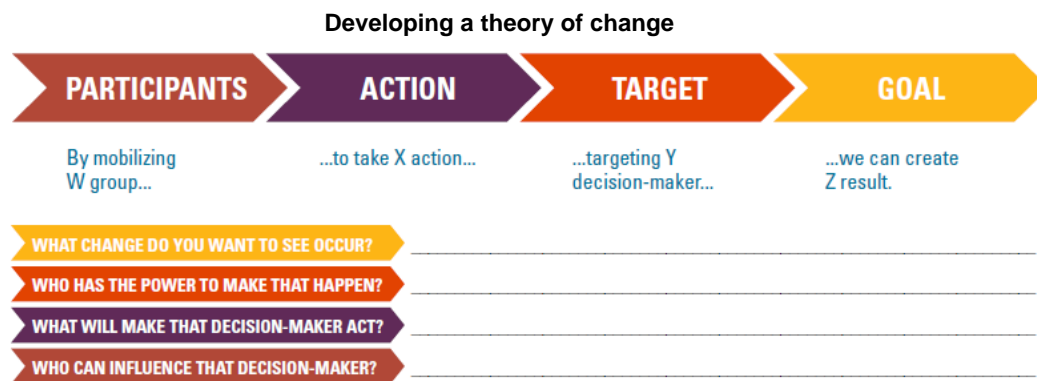 Developing a theory of change
PARTICIPANTS
ACTION
TARGET
GOAL
By mobilizing
W group...
...to take X action...
...targeting Y
decision-maker...
...we can create
Z result.
WHAT CHANGE DO YOU WANT TO SEE OCCUR?
WHO HAS THE POWER TO MAKE THAT HAPPEN?
WHAT WILL MAKE THAT DECISION-MAKER ACT?
WHO CAN INFLUENCE THAT DECISION-MAKER?